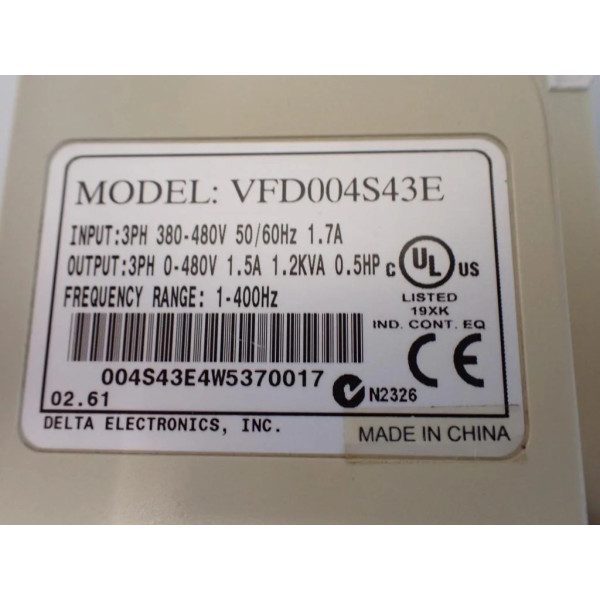 MODEL: VFD004S43E
INPUT:3PH 380-480V 50/60Hz 1.7A
OUTPUT:3PH 0-480V 1.5A 1.2KVA 0.5HP
FREQUENCY RANGE: 1-400Hz
C UL US
LISTED
19XK
IND. CONT. EQ
004S43E4W5370017
N2326
CE
02.61
DELTA ELECTRONICS, INC.
MADE IN CHINA